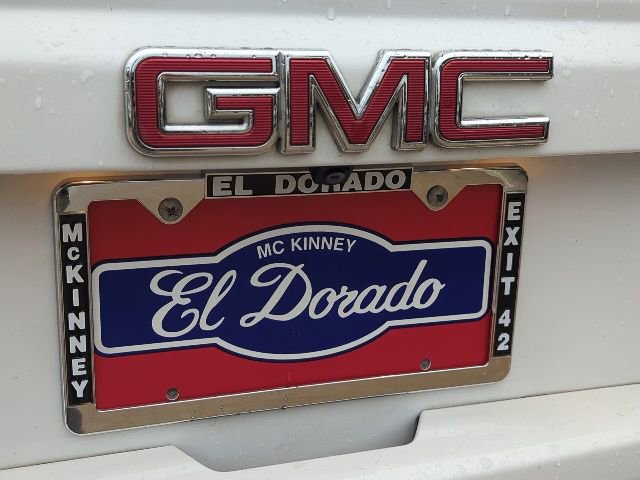 GMC
EL DORADO
McKINNEY
MC KINNEY
El Dorado
EXIT 42